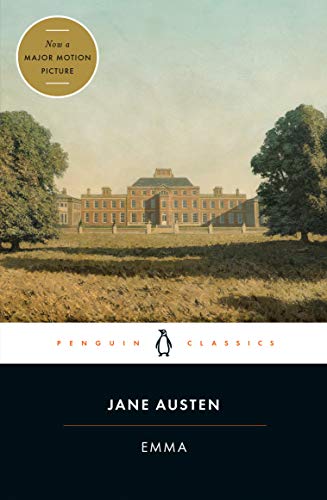 Now a
MAJOR MOTION
PICTURE
PENGUIN CLASSICS
JANE AUSTEN
EMMA